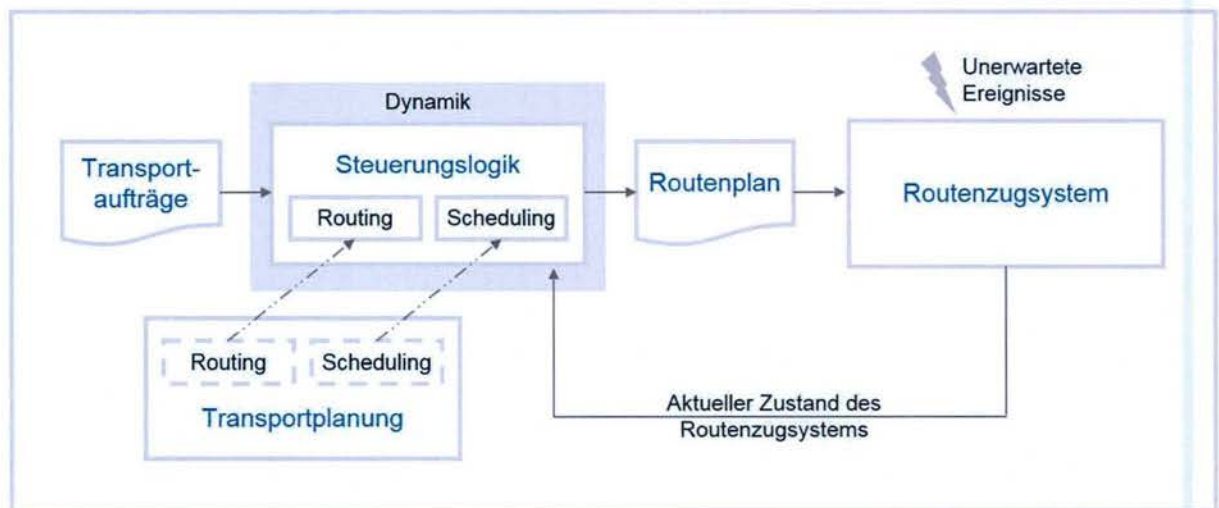 Unerwartete
Ereignisse
Dynamik
Transport-
aufträge
Steuerungslogik
Routing
Scheduling
Routenplan
Routenzugsystem
Routing
Scheduling
Transportplanung
Aktueller Zustand des
Routenzugsystems